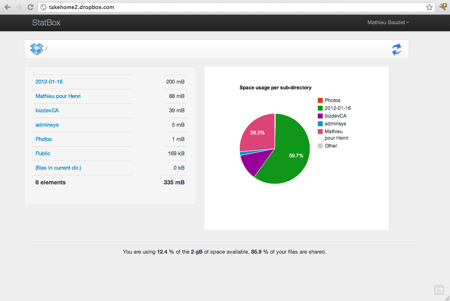 takehome2.dropbox.com
StatBox
Mathieu Baudet
/
2012-01-16 200 mB
Mathieu pour Henri 88 mB
bizdevCA 39 mB
adminsys 5 mB
Photos 1 mB
Public 169 kB
(files in current dir.) 0 kB
6 elements 335 mB
Space usage per sub-directory
26.3%
59.7%
Photos
2012-01-16
bizdevCA
adminsys
Mathieu
pour Henri
Other
You are using 12.4 % of the 2 gB of space available. 85.9 % of your files are shared.